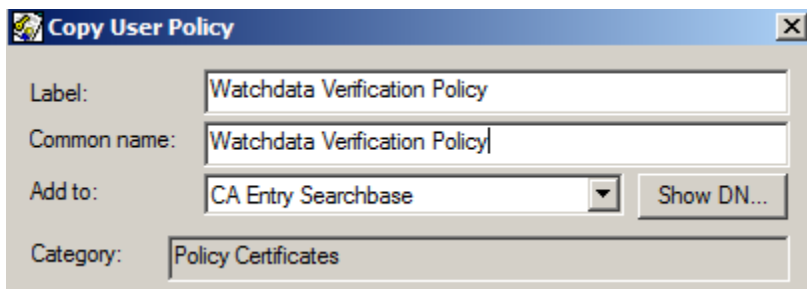 Copy User Policy
Label: Watchdata Verification Policy
Common name: Watchdata Verification Policy
Add to: CA Entry Searchbase Show DN...
Category: Policy Certificates